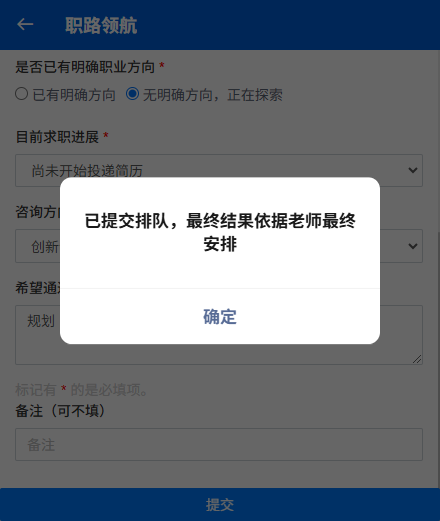 职路领航
是否已有明确职业方向 *
已有明确方向
无明确方向，正在探索
目前求职进展 *
尚未开始投递简历
咨询方
创新
希望通
规划
已提交排队，最终结果依据老师最终
安排
确定
标记有 * 的是必填项。
备注（可不填）
备注
提交